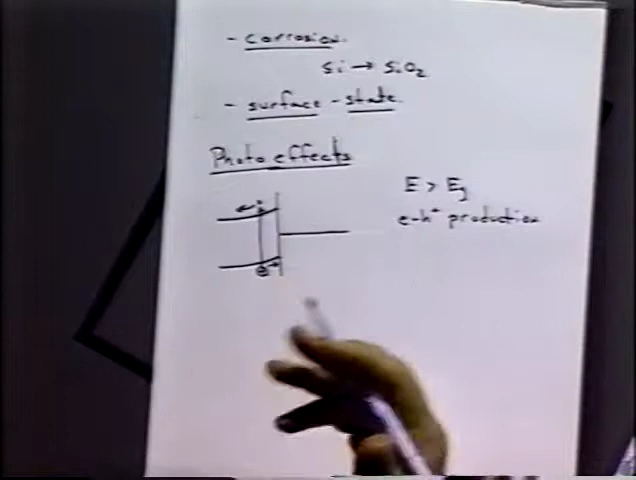 - corrosion.
Si → SiO₂
- surface - state.
Photo effects
E > Eg
e⁻h⁺ production